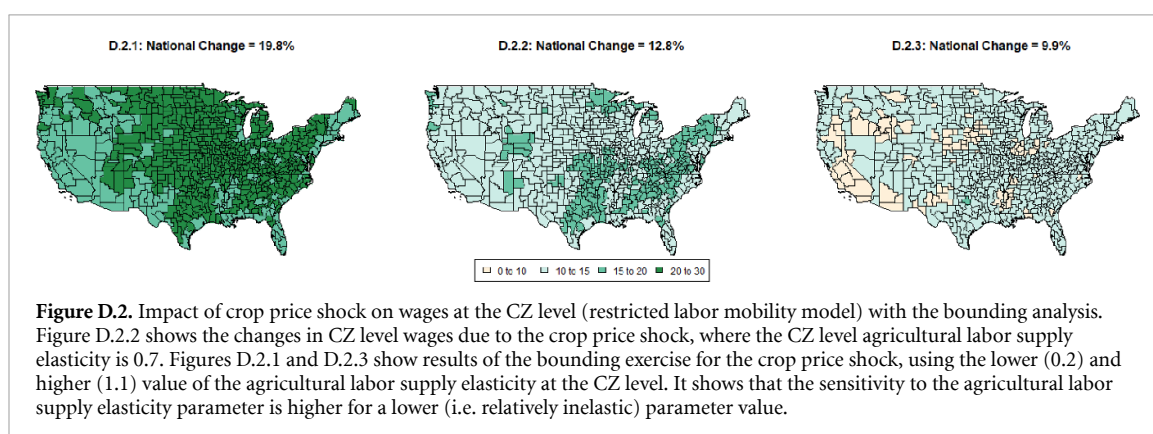 D.2.1: National Change = 19.8%
D.2.2: National Change = 12.8%
D.2.3: National Change = 9.9%
0 to 10 10 to 15 15 to 20 20 to 30
Figure D.2. Impact of crop price shock on wages at the CZ level (restricted labor mobility model) with the bounding analysis.
Figure D.2.2 shows the changes in CZ level wages due to the crop price shock, where the CZ level agricultural labor supply
elasticity is 0.7. Figures D.2.1 and D.2.3 show results of the bounding exercise for the crop price shock, using the lower (0.2) and
higher (1.1) value of the agricultural labor supply elasticity at the CZ level. It shows that the sensitivity to the agricultural labor
supply elasticity parameter is higher for a lower (i.e. relatively inelastic) parameter value.